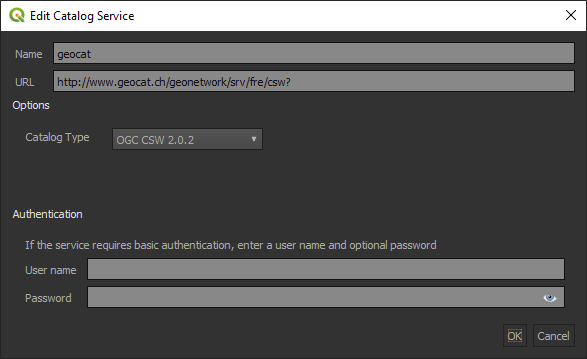 Edit Catalog Service
Name geocat
URL http://www.geocat.ch/geonetwork/srv/fre/csw?
Options
Catalog Type OGC CSW 2.0.2
Authentication
If the service requires basic authentication, enter a user name and optional password
User name
Password
OK Cancel